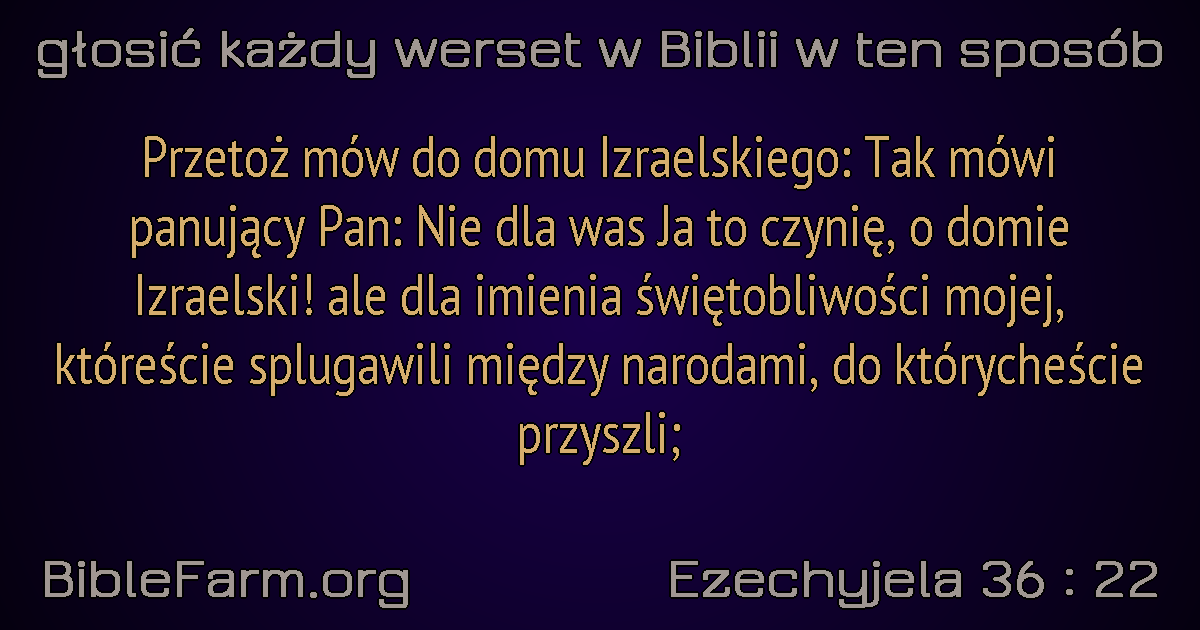 głosić każdy werset w Biblii w ten sposób
Przetoż mów do domu Izraelskiego: Tak mówi
panujący Pan: Nie dla was Ja to czynię, o domie
Izraelski! ale dla imienia świętobliwości mojej,
któreście splugawili między narodami, do którycheście
przyszli;
BibleFarm.org
Ezechyjela 36 : 22